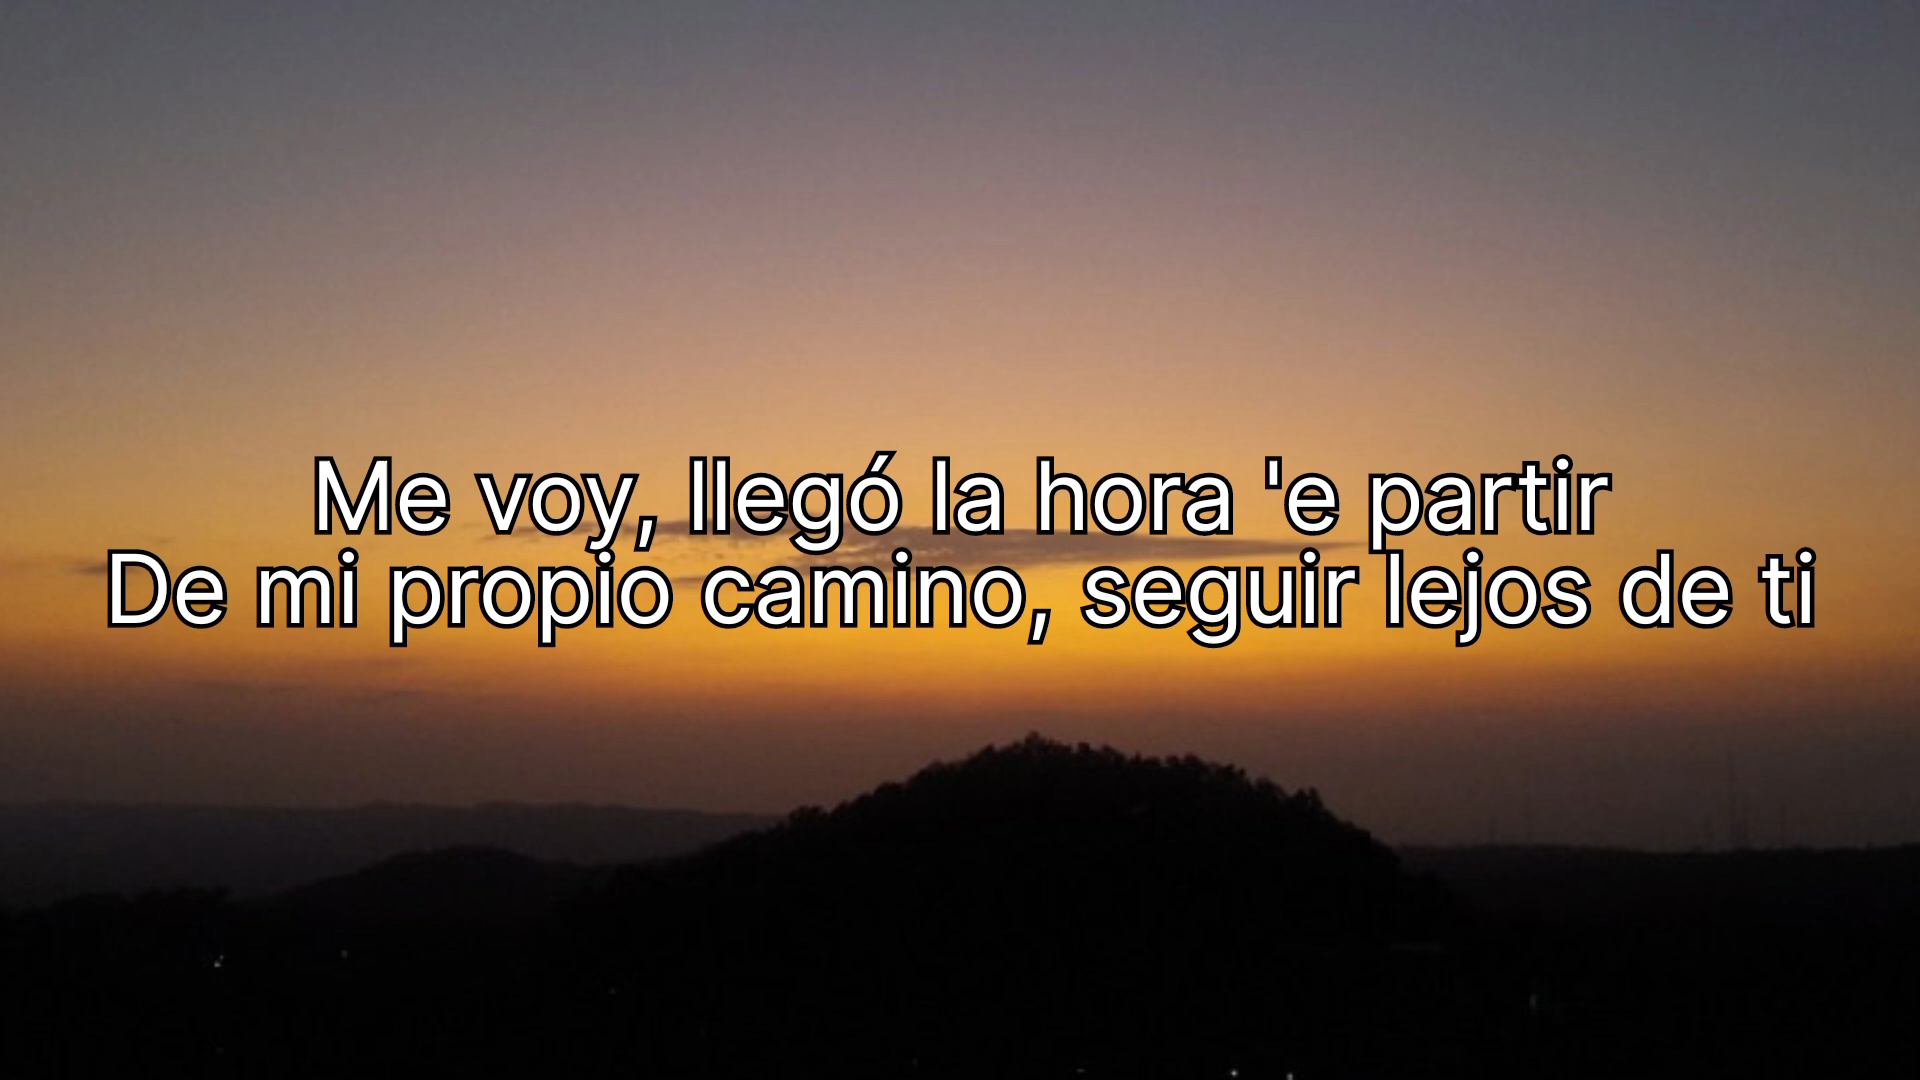 Me voy, llegó la hora 'e partir
De mi propio camino, seguir lejos de ti